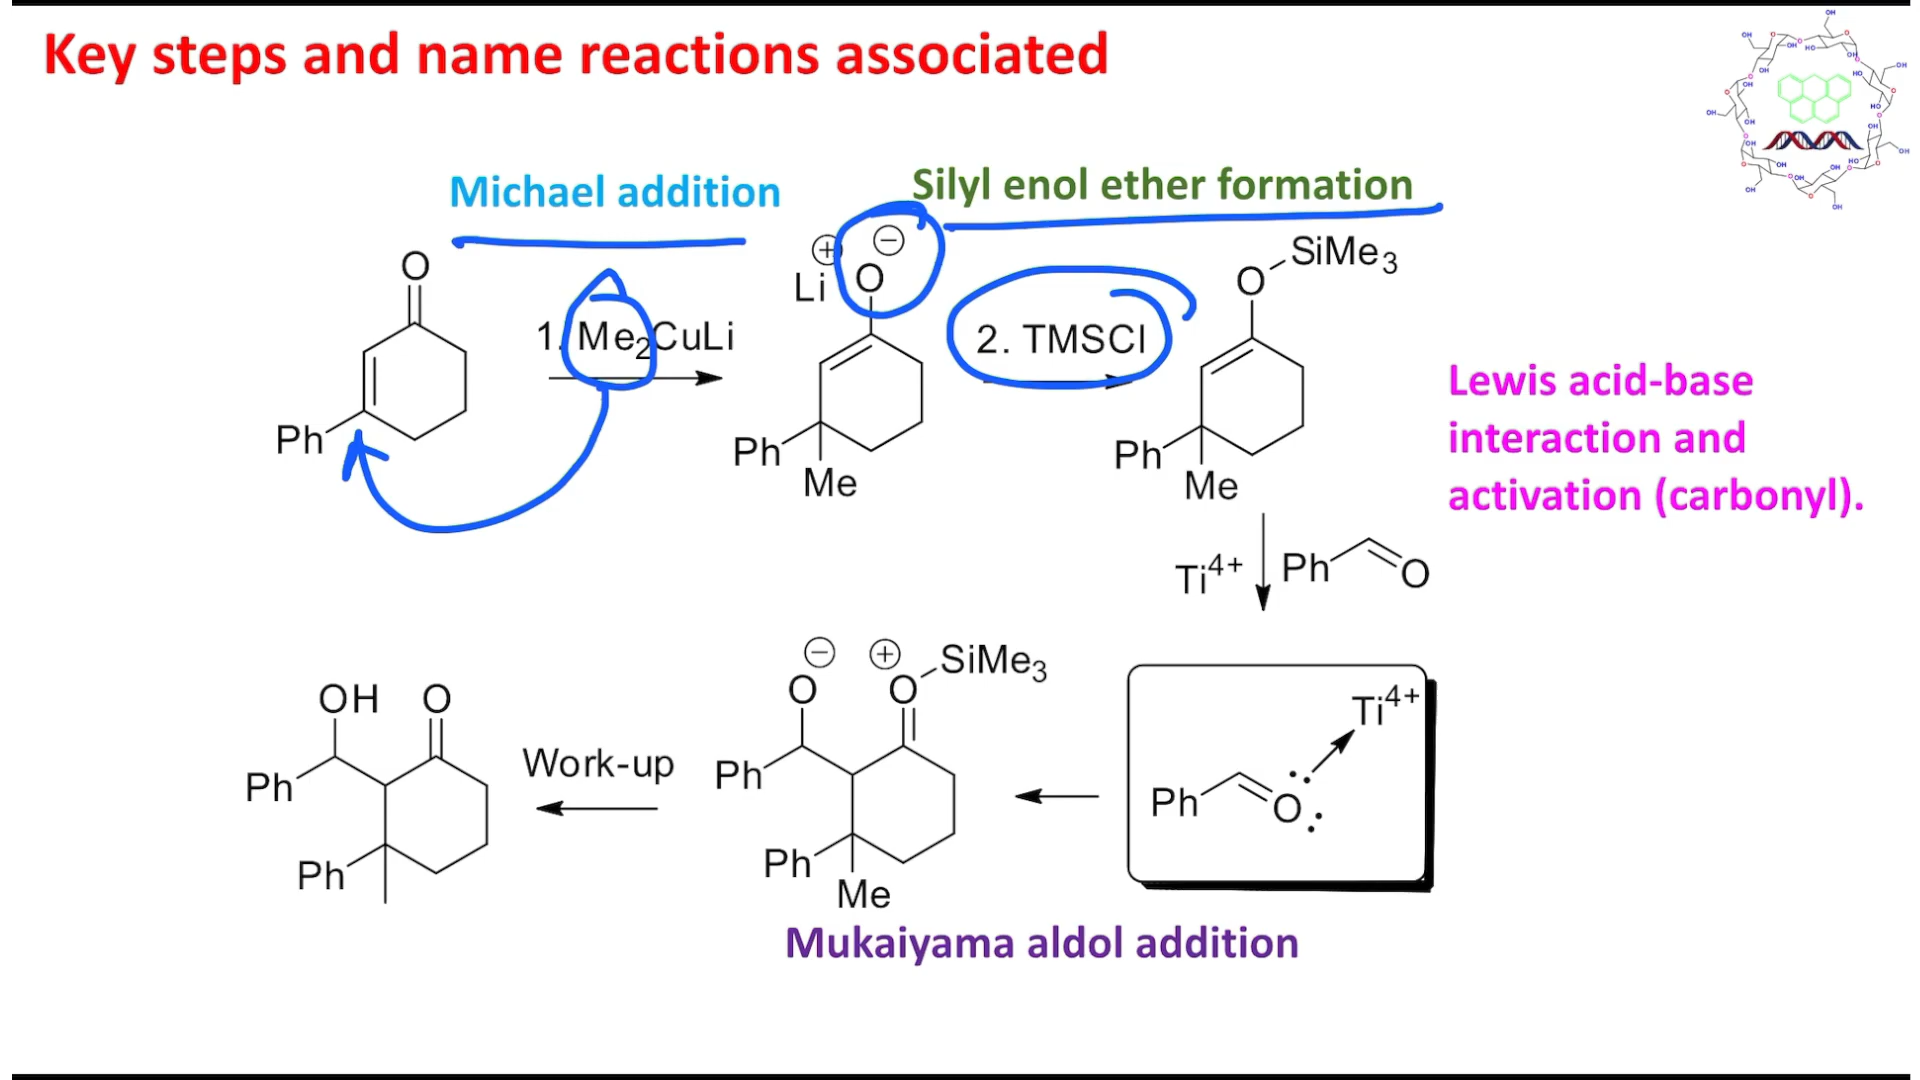 Key steps and name reactions associated
Michael addition
Silyl enol ether formation
O
Ph
1. Me2CuLi
Li
⊕
O
⊖
Ph
Me
2. TMSCl
O
SiMe3
Ph
Me
Lewis acid-base
interaction and
activation (carbonyl).
Ti4+
Ph
O
Ph
O
Ti4+
⊖
⊕
O
O
SiMe3
Ph
Ph
Me
Mukaiyama aldol addition
Work-up
OH
O
Ph
Ph